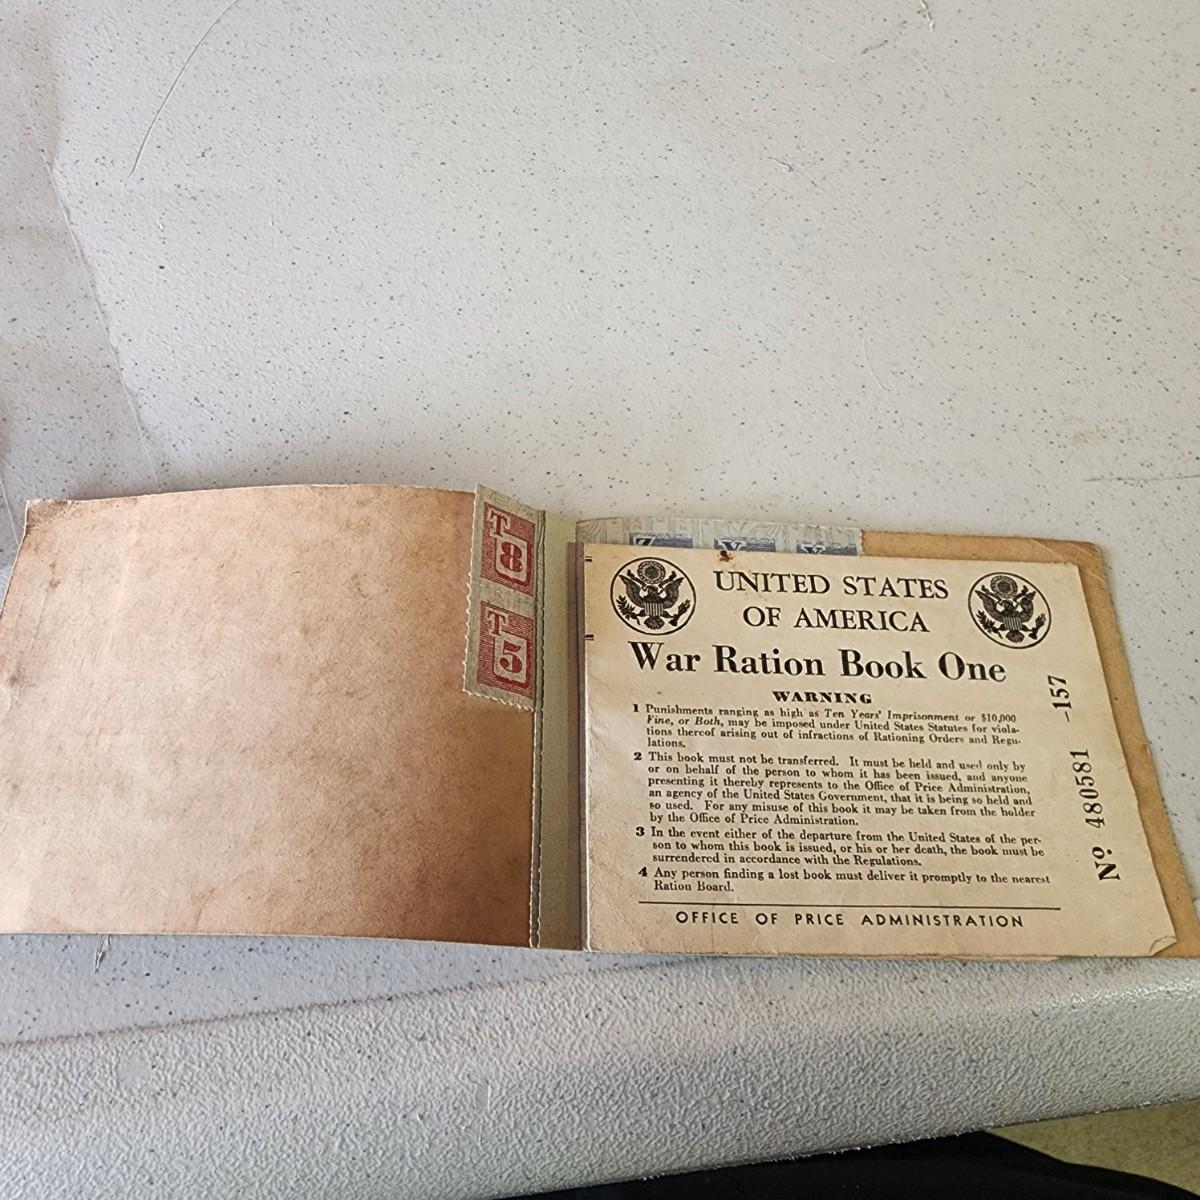 T
8
T
5
Z Y X
UNITED STATES
OF AMERICA
War Ration Book One
WARNING
1 Punishments ranging as high as Ten Years' Imprisonment or $10,000
Fine, or Both, may be imposed under United States Statutes for viola-
tions thereof arising out of infractions of Rationing Orders and Regu-
lations.
2 This book must not be transferred. It must be held and used only by
or on behalf of the person to whom it has been issued, and anyone
presenting it thereby represents to the Office of Price Administration,
an agency of the United States Government, that it is being so held and
so used. For any misuse of this book it may be taken from the holder
by the Office of Price Administration.
3 In the event either of the departure from the United States of the per-
son to whom this book is issued, or his or her death, the book must be
surrendered in accordance with the Regulations.
4 Any person finding a lost book must deliver it promptly to the nearest
Ration Board.
OFFICE OF PRICE ADMINISTRATION
Nº 480581 -157